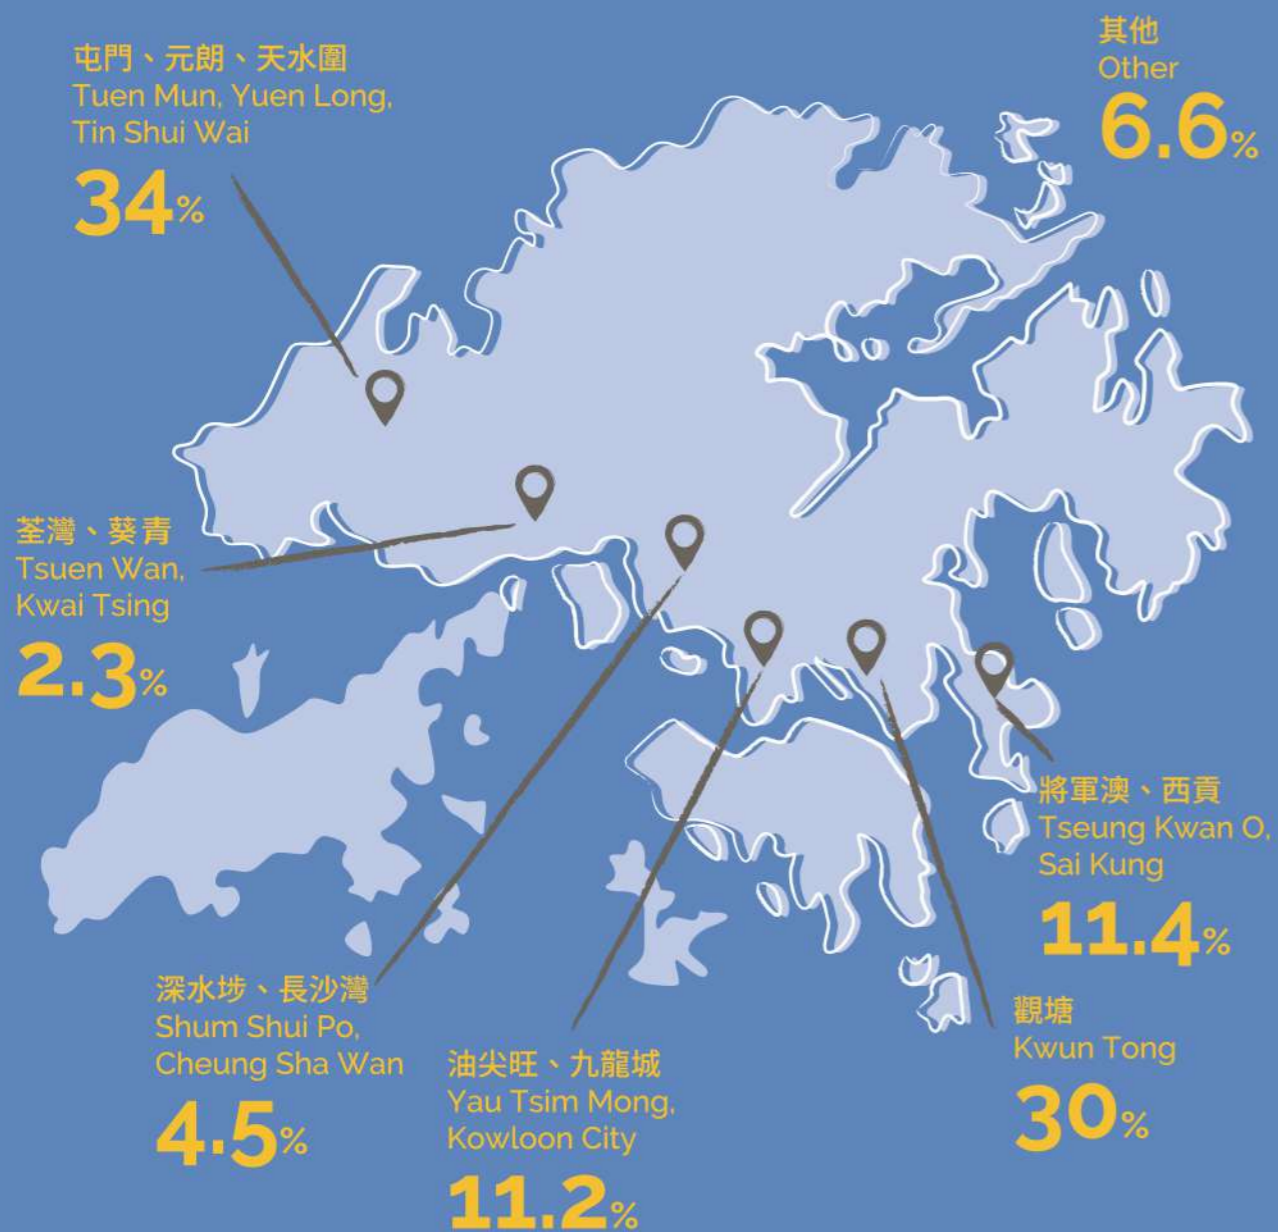 屯門、元朗、天水圍
Tuen Mun, Yuen Long,
Tin Shui Wai
34%
其他
Other
6.6%
荃灣、葵青
Tsuen Wan,
Kwai Tsing
2.3%
將軍澳、西貢
Tseung Kwan O,
Sai Kung
11.4%
深水埗、長沙灣
Shum Shui Po,
Cheung Sha Wan
4.5%
油尖旺、九龍城
Yau Tsim Mong,
Kowloon City
11.2%
觀塘
Kwun Tong
30%